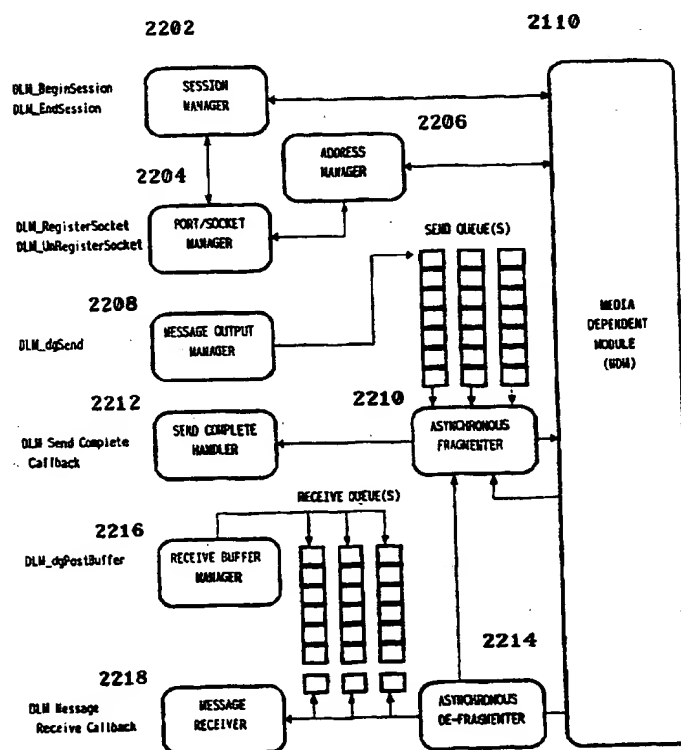 2202
2110
DLM_BeginSession
DLM_EndSession
SESSION
MANAGER
2206
ADDRESS
MANAGER
2204
DLM_RegisterSocket
DLM_UnRegisterSocket
PORT/SOCKET
MANAGER
SEND QUEUE(S)
MEDIA
DEPENDENT
MODULE
(MDM)
2208
DLM_dgSend
MESSAGE OUTPUT
MANAGER
2212
2210
DLM Send Complete
Callback
SEND COMPLETE
HANDLER
ASYNCHRONOUS
FRAGMENTER
RECEIVE QUEUE(S)
2216
DLM_dgPostBuffer
RECEIVE BUFFER
MANAGER
2214
2218
DLM Message
Receive Callback
MESSAGE
RECEIVER
ASYNCHRONOUS
DE-FRAGMENTER